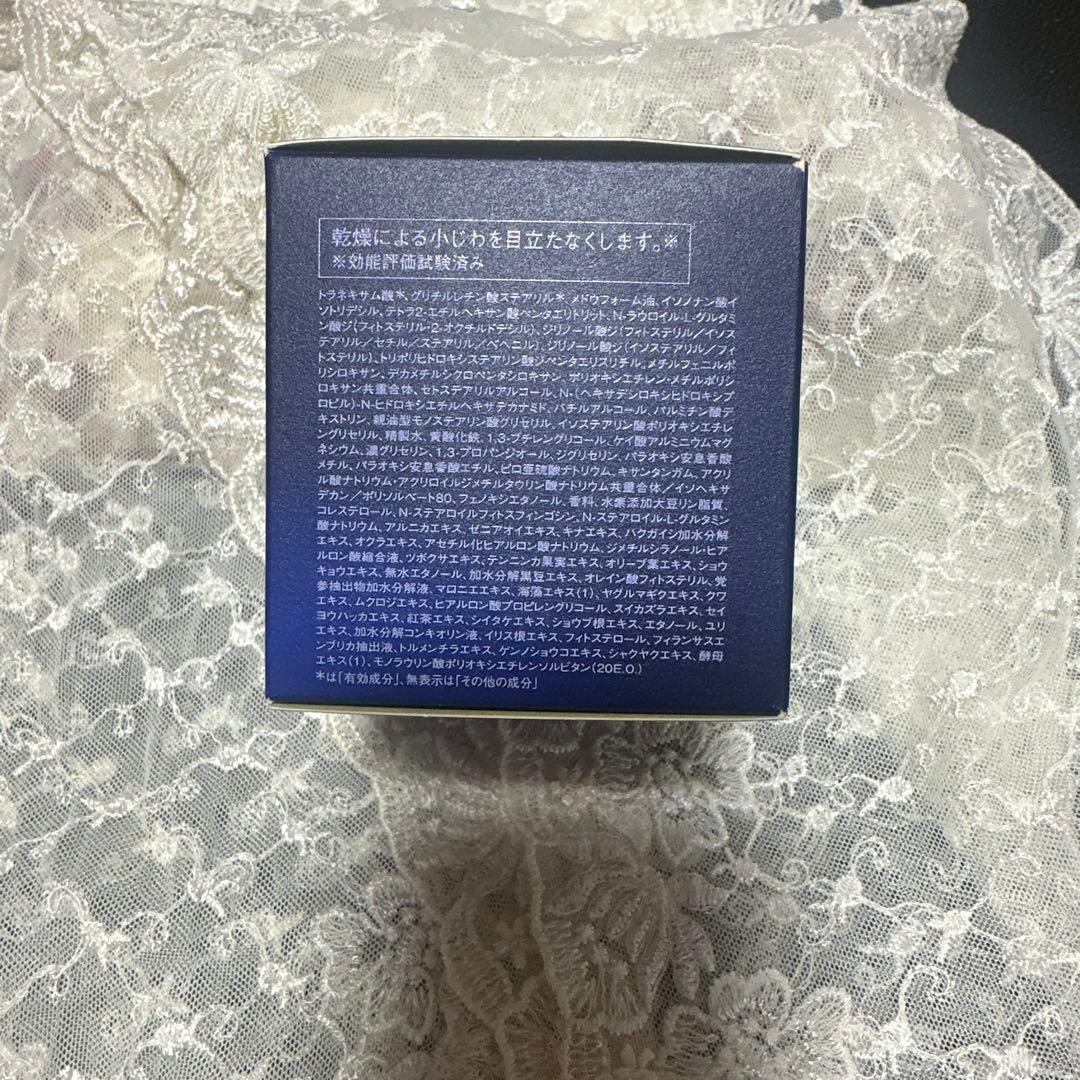 乾燥による小じわを目立たなくします。※
※効能評価試験済み
トラネキサム酸*、グリチルレチン酸ステアリル*、メドウフォーム油、イソノナン酸イ
ソトリデシル、テトラ2-エチルヘキサン酸ペンタエリトリット、N-ラウロイル-L-グルタミ
ン酸ジ(フィトステリル・2-オクチルドデシル)、ジリノール酸ジ(フィトステリル/イソス
テアリル/セチル/ステアリル/ベヘニル)、ジリノール酸ジ(イソステアリル/フィ
トステリル)、トリポリヒドロキシステアリン酸ジペンタエリスリチル、メチルフェニルポ
リシロキサン、デカメチルシクロペンタシロキサン、ポリオキシエチレン・メチルポリシ
ロキサン共重合体、セトステアリルアルコール、N-(ヘキサデシロキシヒドロキシプ
ロピル)-N-ヒドロキシエチルヘキサデカナミド、バチルアルコール、パルミチン酸デ
キストリン、親油型モノステアリン酸グリセリル、イソステアリン酸ポリオキシエチレ
ングリセリル、精製水、黄酸化鉄、1,3-ブチレングリコール、ケイ酸アルミニウムマグ
ネシウム、濃グリセリン、1,3-プロパンジオール、ジグリセリン、パラオキシ安息香酸
メチル、パラオキシ安息香酸エチル、ピロ亜硫酸ナトリウム、キサンタンガム、アクリ
ル酸ナトリウム・アクリロイルジメチルタウリン酸ナトリウム共重合体/イソヘキサ
デカン/ポリソルベート80、フェノキシエタノール、香料、水素添加大豆リン脂質、
コレステロール、N-ステアロイルフィトスフィンゴシン、N-ステアロイル-L-グルタミン
酸ナトリウム、アルニカエキス、ゼニアオイエキス、キナエキス、ハクガイシ加水分解
エキス、オクラエキス、アセチル化ヒアルロン酸ナトリウム、ジメチルシラノール・ヒア
ルロン酸縮合液、ツボクサエキス、テンニンカ果実エキス、オリーブ葉エキス、ショウ
キョウエキス、無水エタノール、加水分解黒豆エキス、オレイン酸フィトステリル、党
参抽出物加水分解液、マロニエエキス、海藻エキス(1)、ヤグルマギクエキス、クワ
エキス、ムクロジエキス、ヒアルロン酸プロピレングリコール、スイカズラエキス、セイ
ヨウハッカエキス、紅茶エキス、シイタケエキス、ショウブ根エキス、エタノール、ユリ
エキス、加水分解コンキオリン液、イリス根エキス、フィトステロール、フィランサスエ
ンブリカ抽出液、トルメンチラエキス、ゲンノショウコエキス、シャクヤクエキス、酵母
エキス(1)、モノラウリン酸ポリオキシエチレンソルビタン(20E.O.)
*は「有効成分」、無表示は「その他の成分」